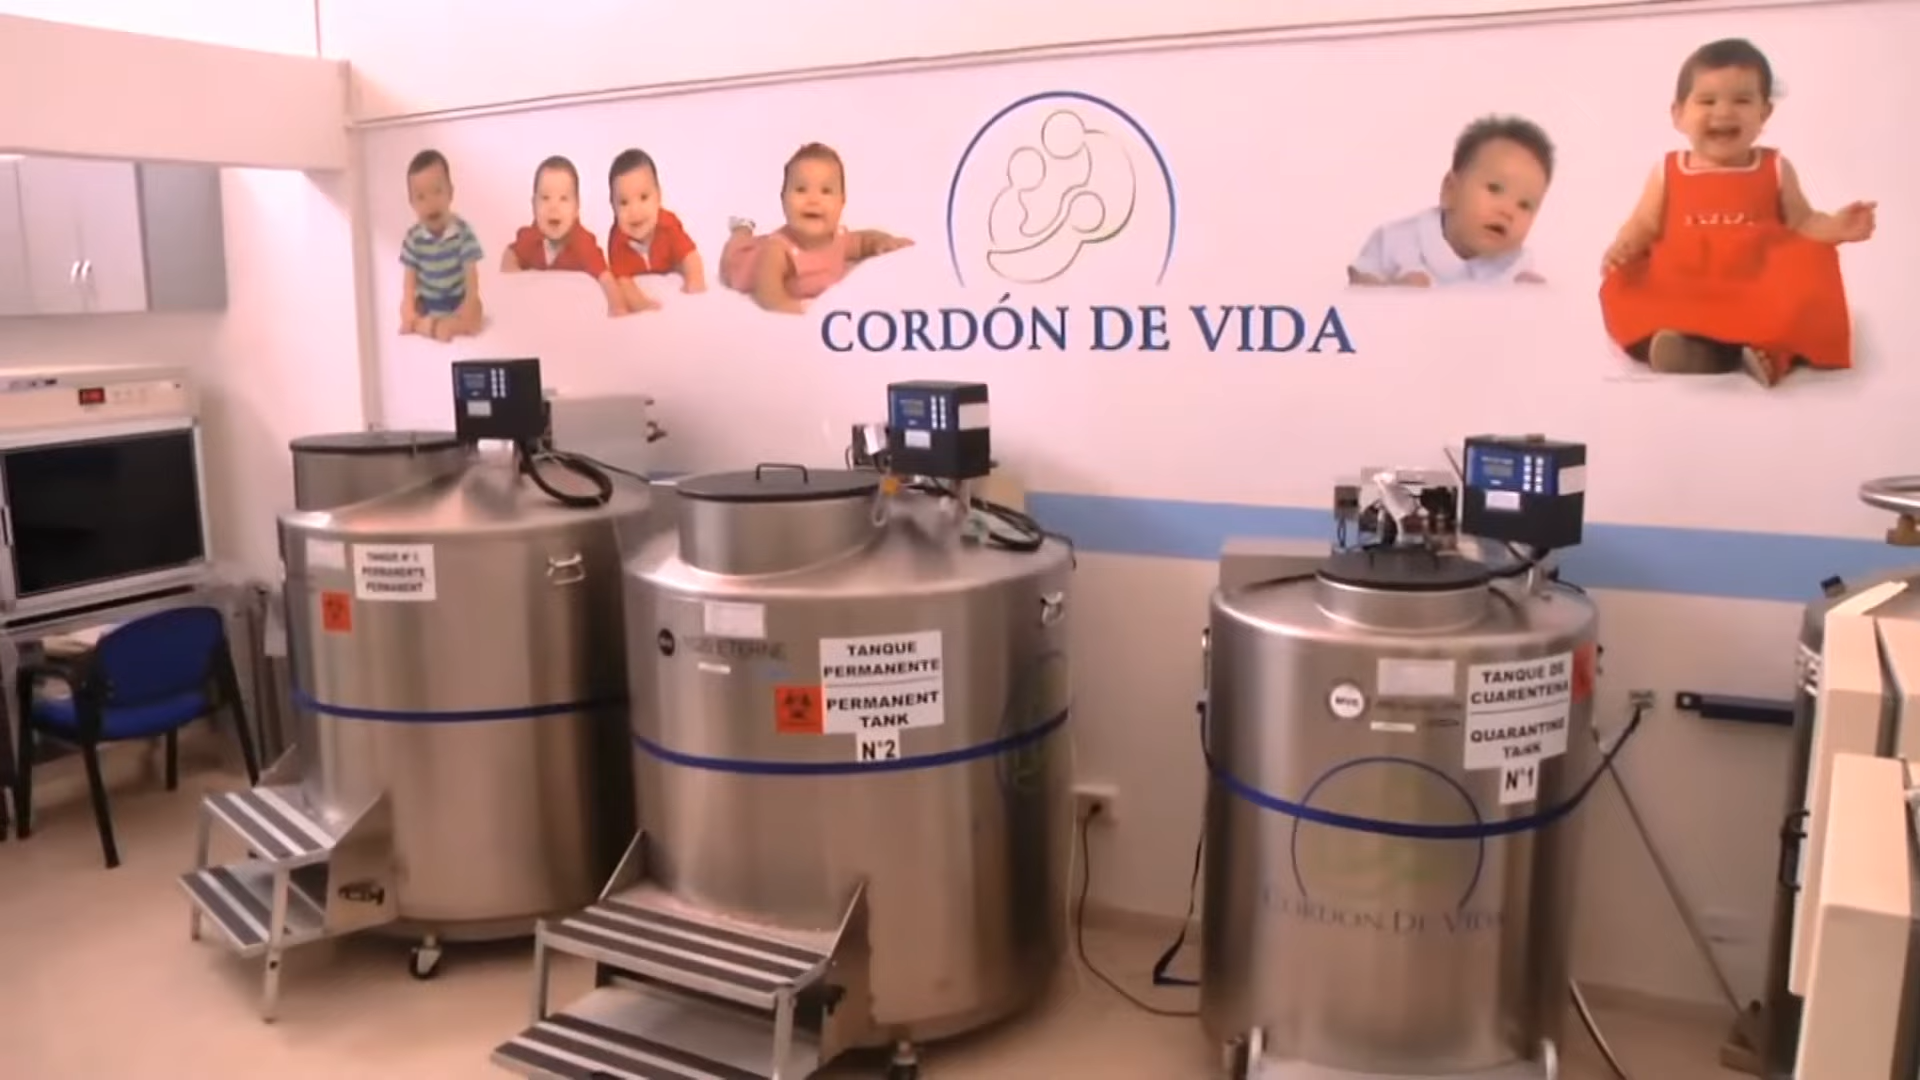 CORDÓN DE VIDA
TANQUE N° 1
PERMANENTE
PERMANENT
TANQUE
PERMANENTE
PERMANENT
TANK
N°2
TANQUE DE
CUARENTENA
QUARANTINE
TANK
N°1
MVE
CORDÓN DE VIDA